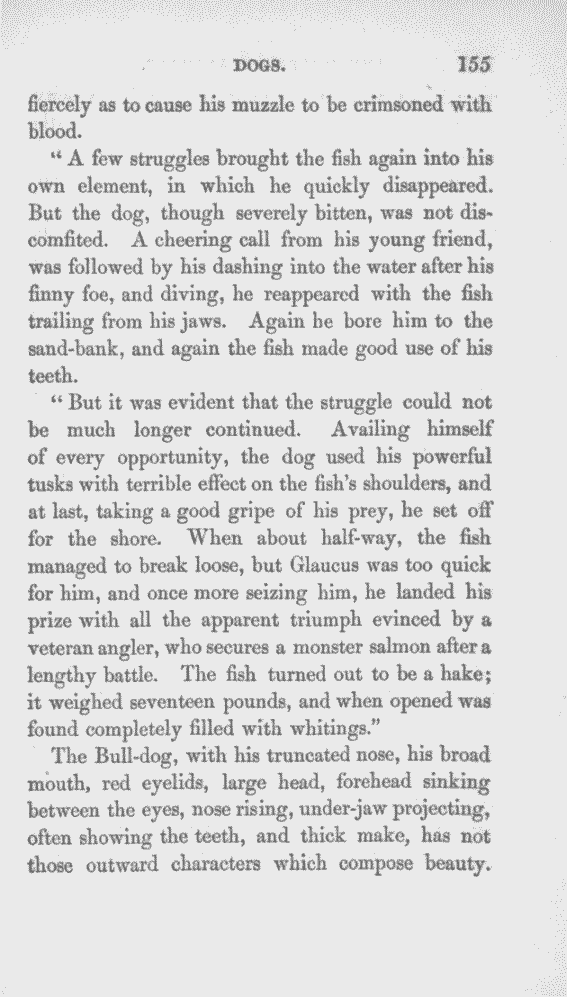 DOGS. 155
fiercely as to cause his muzzle to be crimsoned with
blood.
“ A few struggles brought the fish again into his
own element, in which he quickly disappeared.
But the dog, though severely bitten, was not dis-
comfited. A cheering call from his young friend,
was followed by his dashing into the water after his
finny foe, and diving, he reappeared with the fish
trailing from his jaws. Again he bore him to the
sand-bank, and again the fish made good use of his
teeth.
“ But it was evident that the struggle could not
be much longer continued. Availing himself
of every opportunity, the dog used his powerful
tusks with terrible effect on the fish’s shoulders, and
at last, taking a good gripe of his prey, he set off
for the shore. When about half-way, the fish
managed to break loose, but Glaucus was too quick
for him, and once more seizing him, he landed his
prize with all the apparent triumph evinced by a
veteran angler, who secures a monster salmon after a
lengthy battle. The fish turned out to be a hake;
it weighed seventeen pounds, and when opened was
found completely filled with whitings.”
The Bull-dog, with his truncated nose, his broad
mouth, red eyelids, large head, forehead sinking
between the eyes, nose rising, under-jaw projecting,
often showing the teeth, and thick make, has not
those outward characters which compose beauty.